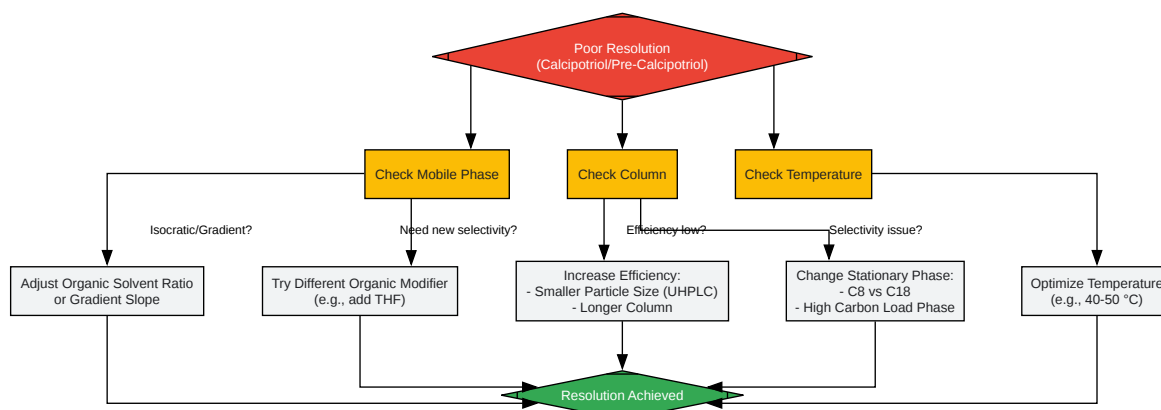 Poor Resolution
(Calcipotriol/Pre-Calcipotriol)
Check Mobile Phase
Check Column
Check Temperature
Isocratic/Gradient?
Need new selectivity?
Efficiency low?
Selectivity issue?
Adjust Organic Solvent Ratio
or Gradient Slope
Try Different Organic Modifier
(e.g., add THF)
Increase Efficiency:
- Smaller Particle Size (UHPLC)
- Longer Column
Change Stationary Phase:
- C8 vs C18
- High Carbon Load Phase
Optimize Temperature
(e.g., 40-50 °C)
Resolution Achieved